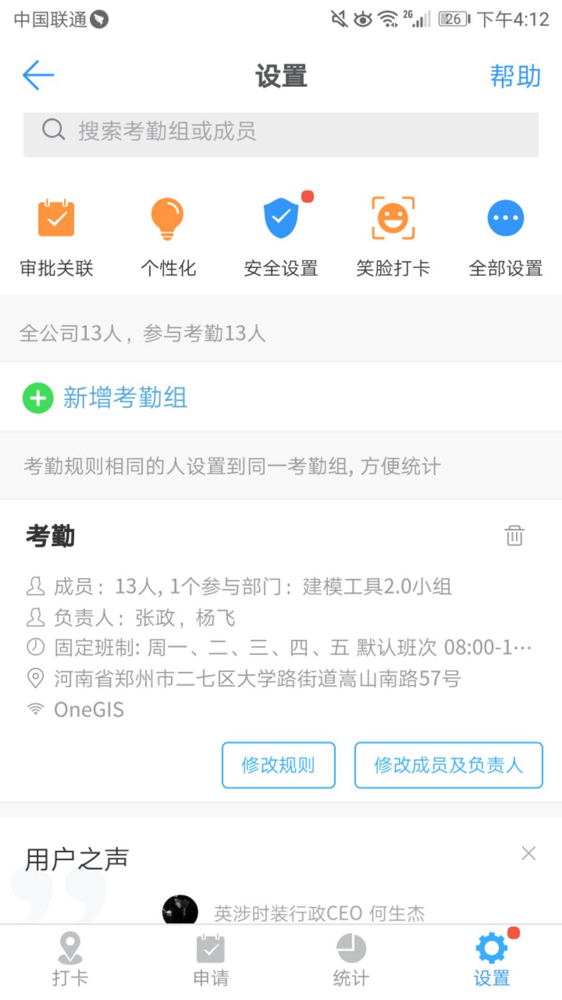 中国联通 2G 26 下午4:12
设置 帮助
搜索考勤组或成员
审批关联 个性化 安全设置 笑脸打卡 全部设置
全公司13人，参与考勤13人
新增考勤组
考勤规则相同的人设置到同一考勤组, 方便统计
考勤
成员：13人, 1个参与部门：建模工具2.0小组
负责人：张政，杨飞
固定班制: 周一、二、三、四、五 默认班次 08:00-1…
河南省郑州市二七区大学路街道嵩山南路57号
OneGIS
修改规则 修改成员及负责人
用户之声
英涉时装行政CEO 何生杰
打卡 申请 统计 设置